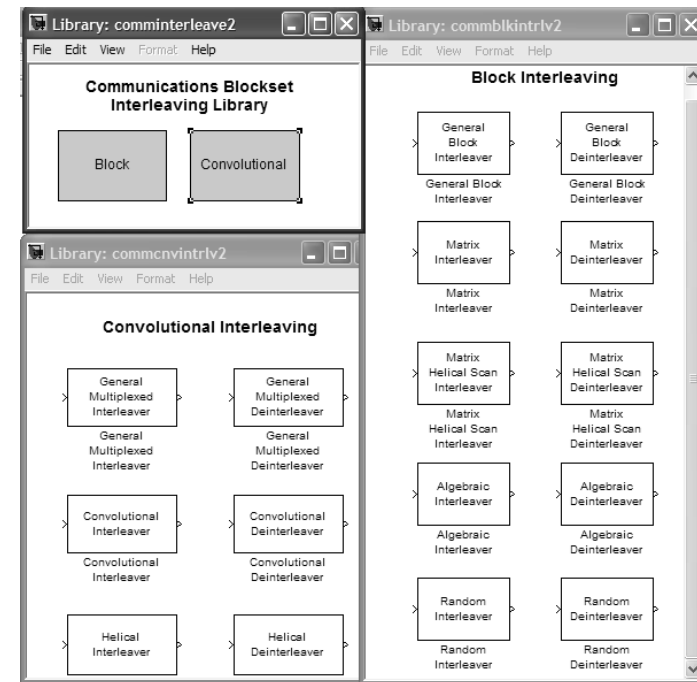 Library: comminterleave2
File Edit View Format Help
Communications Blockset
Interleaving Library
Block
Convolutional
Library: commcnvintrlv2
File Edit View Format Help
Convolutional Interleaving
General
Multiplexed
Interleaver
General
Multiplexed
Interleaver
General
Multiplexed
Deinterleaver
General
Multiplexed
Deinterleaver
Convolutional
Interleaver
Convolutional
Interleaver
Convolutional
Deinterleaver
Convolutional
Deinterleaver
Helical
Interleaver
Helical
Deinterleaver
Library: commblkintrlv2
File Edit View Format Help
Block Interleaving
General
Block
Interleaver
General Block
Interleaver
General
Block
Deinterleaver
General Block
Deinterleaver
Matrix
Interleaver
Matrix
Interleaver
Matrix
Deinterleaver
Matrix
Deinterleaver
Matrix
Helical Scan
Interleaver
Matrix
Helical Scan
Interleaver
Matrix
Helical Scan
Deinterleaver
Matrix
Helical Scan
Deinterleaver
Algebraic
Interleaver
Algebraic
Interleaver
Algebraic
Deinterleaver
Algebraic
Deinterleaver
Random
Interleaver
Random
Interleaver
Random
Deinterleaver
Random
Deinterleaver